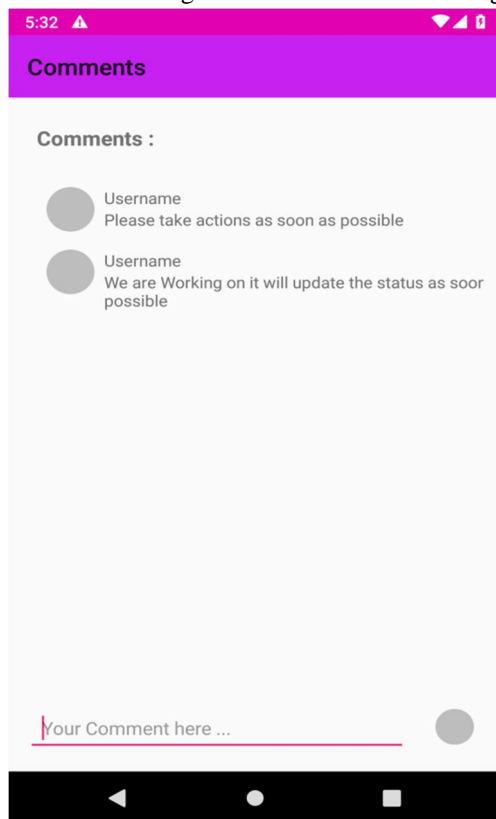 5:32
Comments
Comments :
Username
Please take actions as soon as possible
Username
We are Working on it will update the status as soor
possible
Your Comment here ...